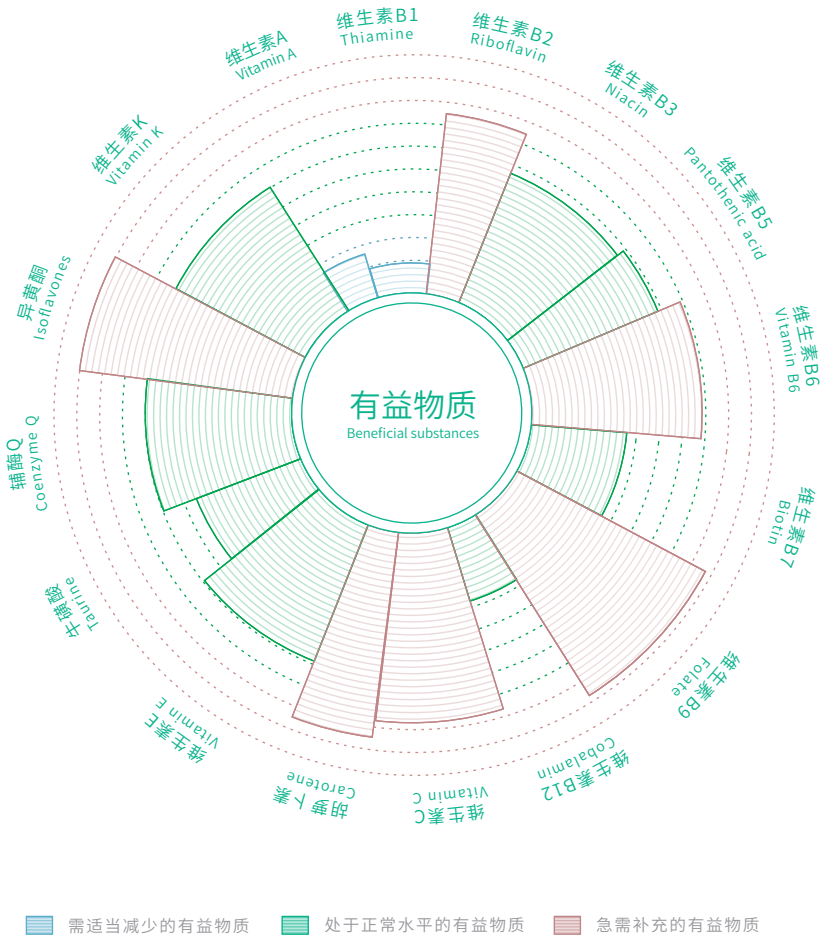 维生素B1
Thiamine
维生素B2
Riboflavin
维生素B3
Niacin
维生素B5
Pantothenic acid
维生素B6
Vitamin B6
维生素B7
Biotin
维生素B9
Folate
维生素B12
Cobalamin
维生素C
Vitamin C
胡萝卜素
Carotene
维生素E
Vitamin E
牛磺酸
Taurine
辅酶Q
Coenzyme Q
异黄酮
Isoflavones
维生素K
Vitamin K
维生素A
Vitamin A
有益物质
Beneficial substances
需适当减少的有益物质
处于正常水平的有益物质
急需补充的有益物质